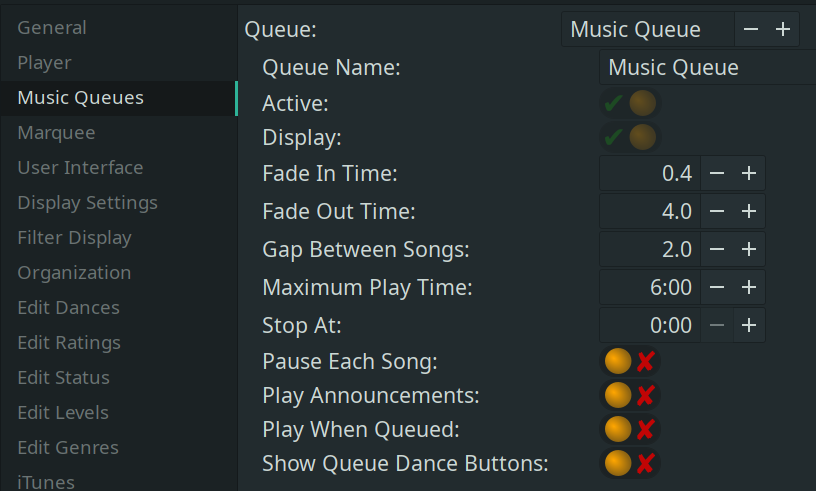 General
Player
Music Queues
Marquee
User Interface
Display Settings
Filter Display
Organization
Edit Dances
Edit Ratings
Edit Status
Edit Levels
Edit Genres
iTunes
Queue: Music Queue
Queue Name: Music Queue
Active:
Display:
Fade In Time: 0.4
Fade Out Time: 4.0
Gap Between Songs: 2.0
Maximum Play Time: 6:00
Stop At: 0:00
Pause Each Song:
Play Announcements:
Play When Queued:
Show Queue Dance Buttons: